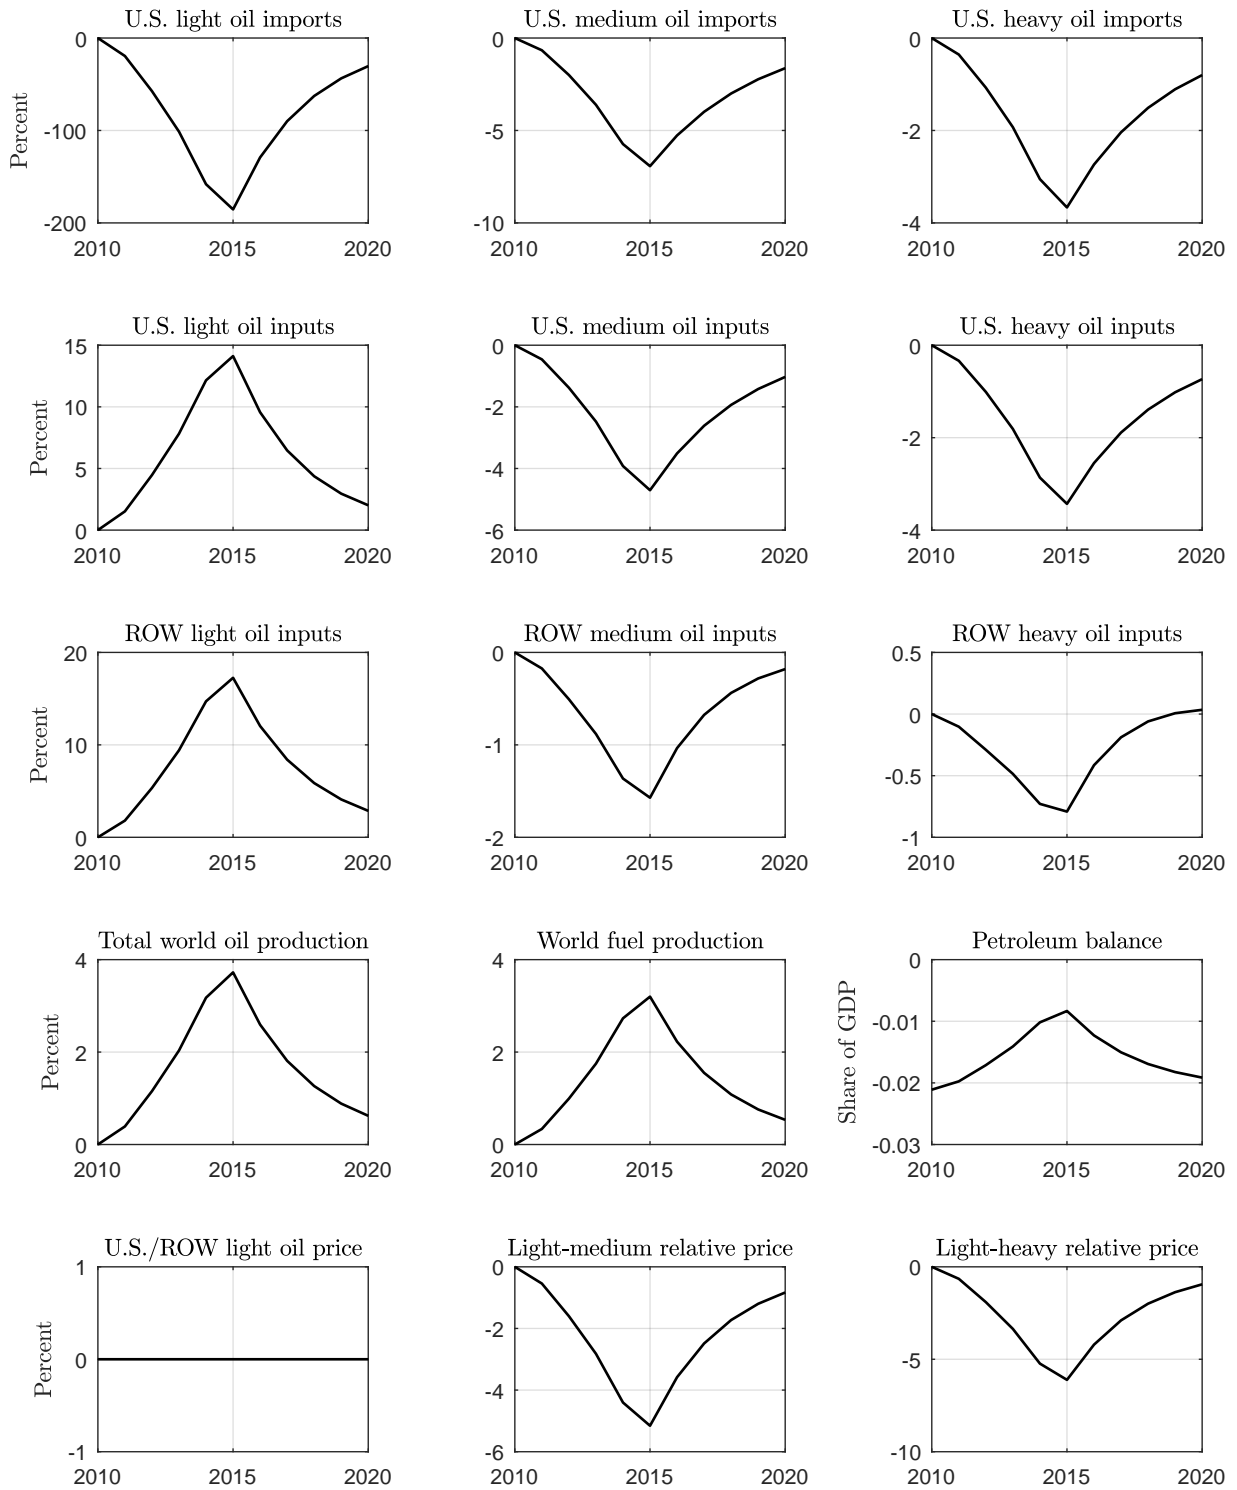 U.S. light oil imports
U.S. medium oil imports
U.S. heavy oil imports
Percent
0
-100
-200
2010 2015 2020
0
-5
-10
2010 2015 2020
0
-2
-4
2010 2015 2020
U.S. light oil inputs
U.S. medium oil inputs
U.S. heavy oil inputs
Percent
15
10
5
0
2010 2015 2020
0
-2
-4
-6
2010 2015 2020
0
-2
-4
2010 2015 2020
ROW light oil inputs
ROW medium oil inputs
ROW heavy oil inputs
Percent
20
10
0
2010 2015 2020
0
-1
-2
2010 2015 2020
0.5
0
-0.5
-1
2010 2015 2020
Total world oil production
World fuel production
Petroleum balance
Percent
4
2
0
2010 2015 2020
4
2
0
2010 2015 2020
Share of GDP
0
-0.01
-0.02
-0.03
2010 2015 2020
U.S./ROW light oil price
Light-medium relative price
Light-heavy relative price
Percent
1
0
-1
2010 2015 2020
0
-2
-4
-6
2010 2015 2020
0
-5
-10
2010 2015 2020